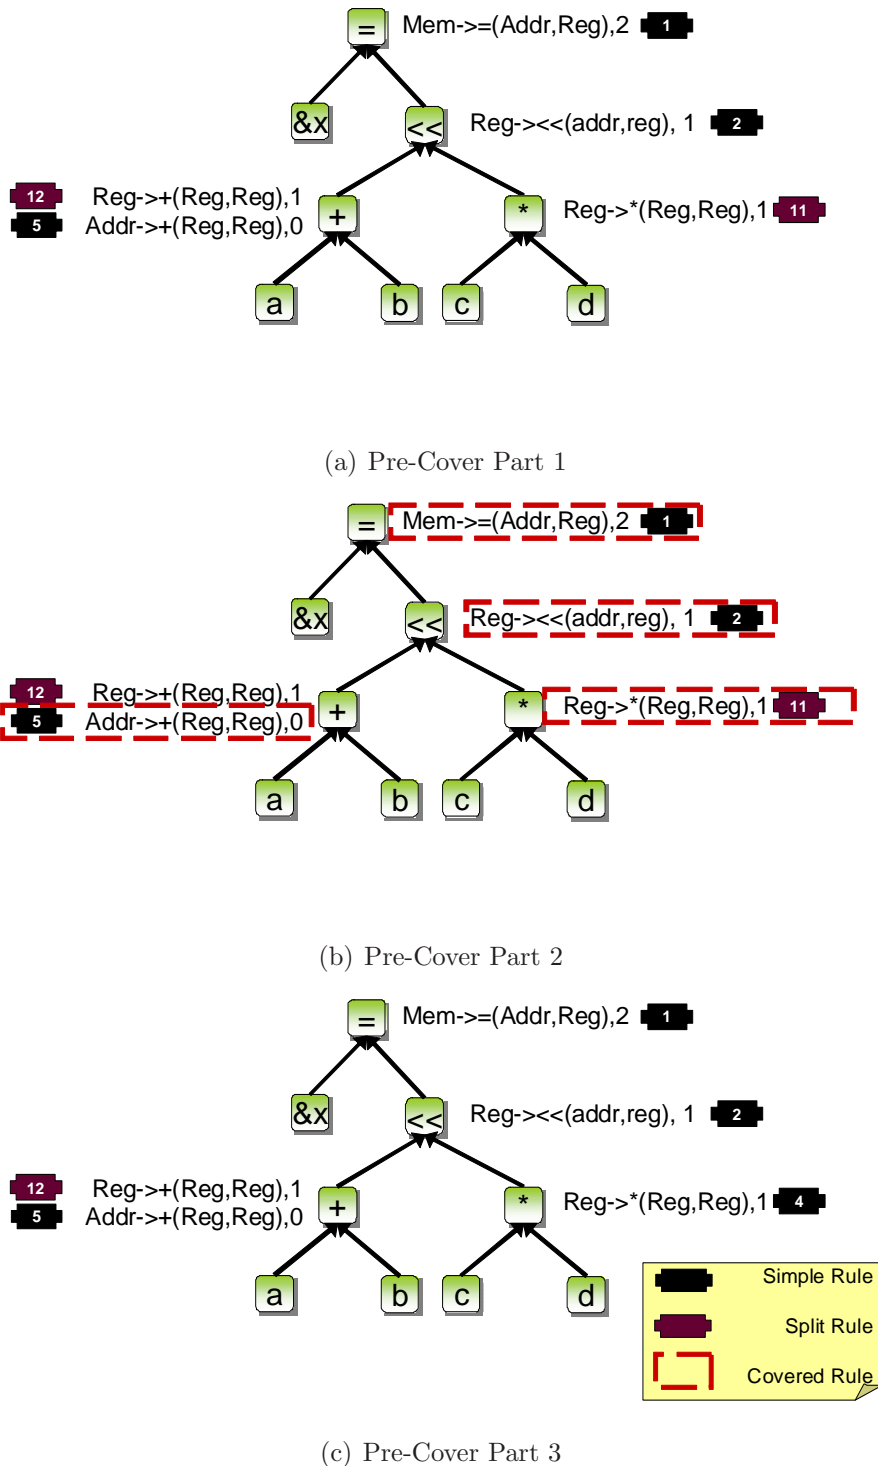 = Mem->=(Addr,Reg),2 1
&x << Reg-><<(addr,reg), 1 2
12 Reg->+(Reg,Reg),1
5 Addr->+(Reg,Reg),0 + * Reg->*(Reg,Reg),1 11
a b c d
(a) Pre-Cover Part 1
= Mem->=(Addr,Reg),2 1
&x << Reg-><<(addr,reg), 1 2
12 Reg->+(Reg,Reg),1
5 Addr->+(Reg,Reg),0 + * Reg->*(Reg,Reg),1 11
a b c d
(b) Pre-Cover Part 2
= Mem->=(Addr,Reg),2 1
&x << Reg-><<(addr,reg), 1 2
12 Reg->+(Reg,Reg),1
5 Addr->+(Reg,Reg),0 + * Reg->*(Reg,Reg),1 4
a b c d
Simple Rule
Split Rule
Covered Rule
(c) Pre-Cover Part 3